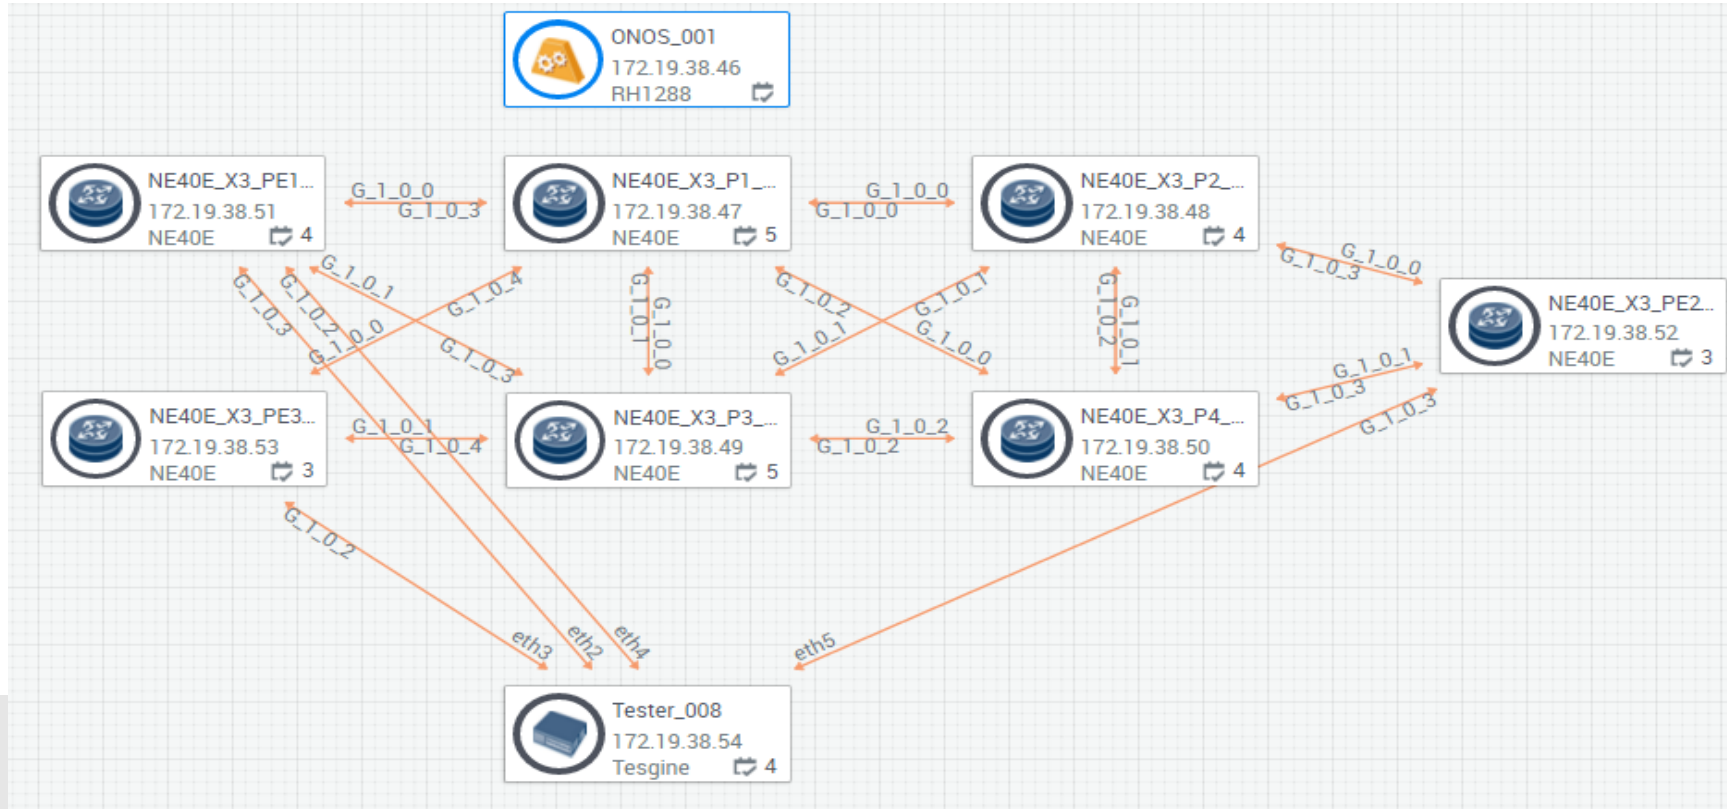 ONOS_001
172.19.38.46
RH1288
NE40E_X3_PE1...
172.19.38.51
NE40E 4
G_1_0_0
G_1_0_3
NE40E_X3_P1_...
172.19.38.47
NE40E 5
G_1_0_0
G_1_0_0
NE40E_X3_P2_...
172.19.38.48
NE40E 4
G_1_0_0
G_1_0_3
NE40E_X3_PE2...
172.19.38.52
NE40E 3
G_1_0_3
G_1_0_2
G_1_0_1
G_1_0_4
G_1_0_0
G_1_0_3
G_1_0_1
G_1_0_0
G_1_0_2
G_1_0_1
G_1_0_1
G_1_0_0
G_1_0_2
G_1_0_1
G_1_0_1
G_1_0_3
G_1_0_3
NE40E_X3_PE3...
172.19.38.53
NE40E 3
G_1_0_1
G_1_0_4
NE40E_X3_P3_...
172.19.38.49
NE40E 5
G_1_0_2
G_1_0_2
NE40E_X3_P4_...
172.19.38.50
NE40E 4
G_1_0_2
eth3
eth2
eth4
eth5
Tester_008
172.19.38.54
Tesgine 4